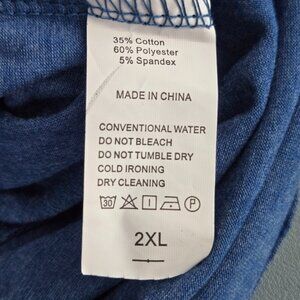 35% Cotton
60% Polyester
5% Spandex
MADE IN CHINA
CONVENTIONAL WATER
DO NOT BLEACH
DO NOT TUMBLE DRY
COLD IRONING
DRY CLEANING
30 P
2XL